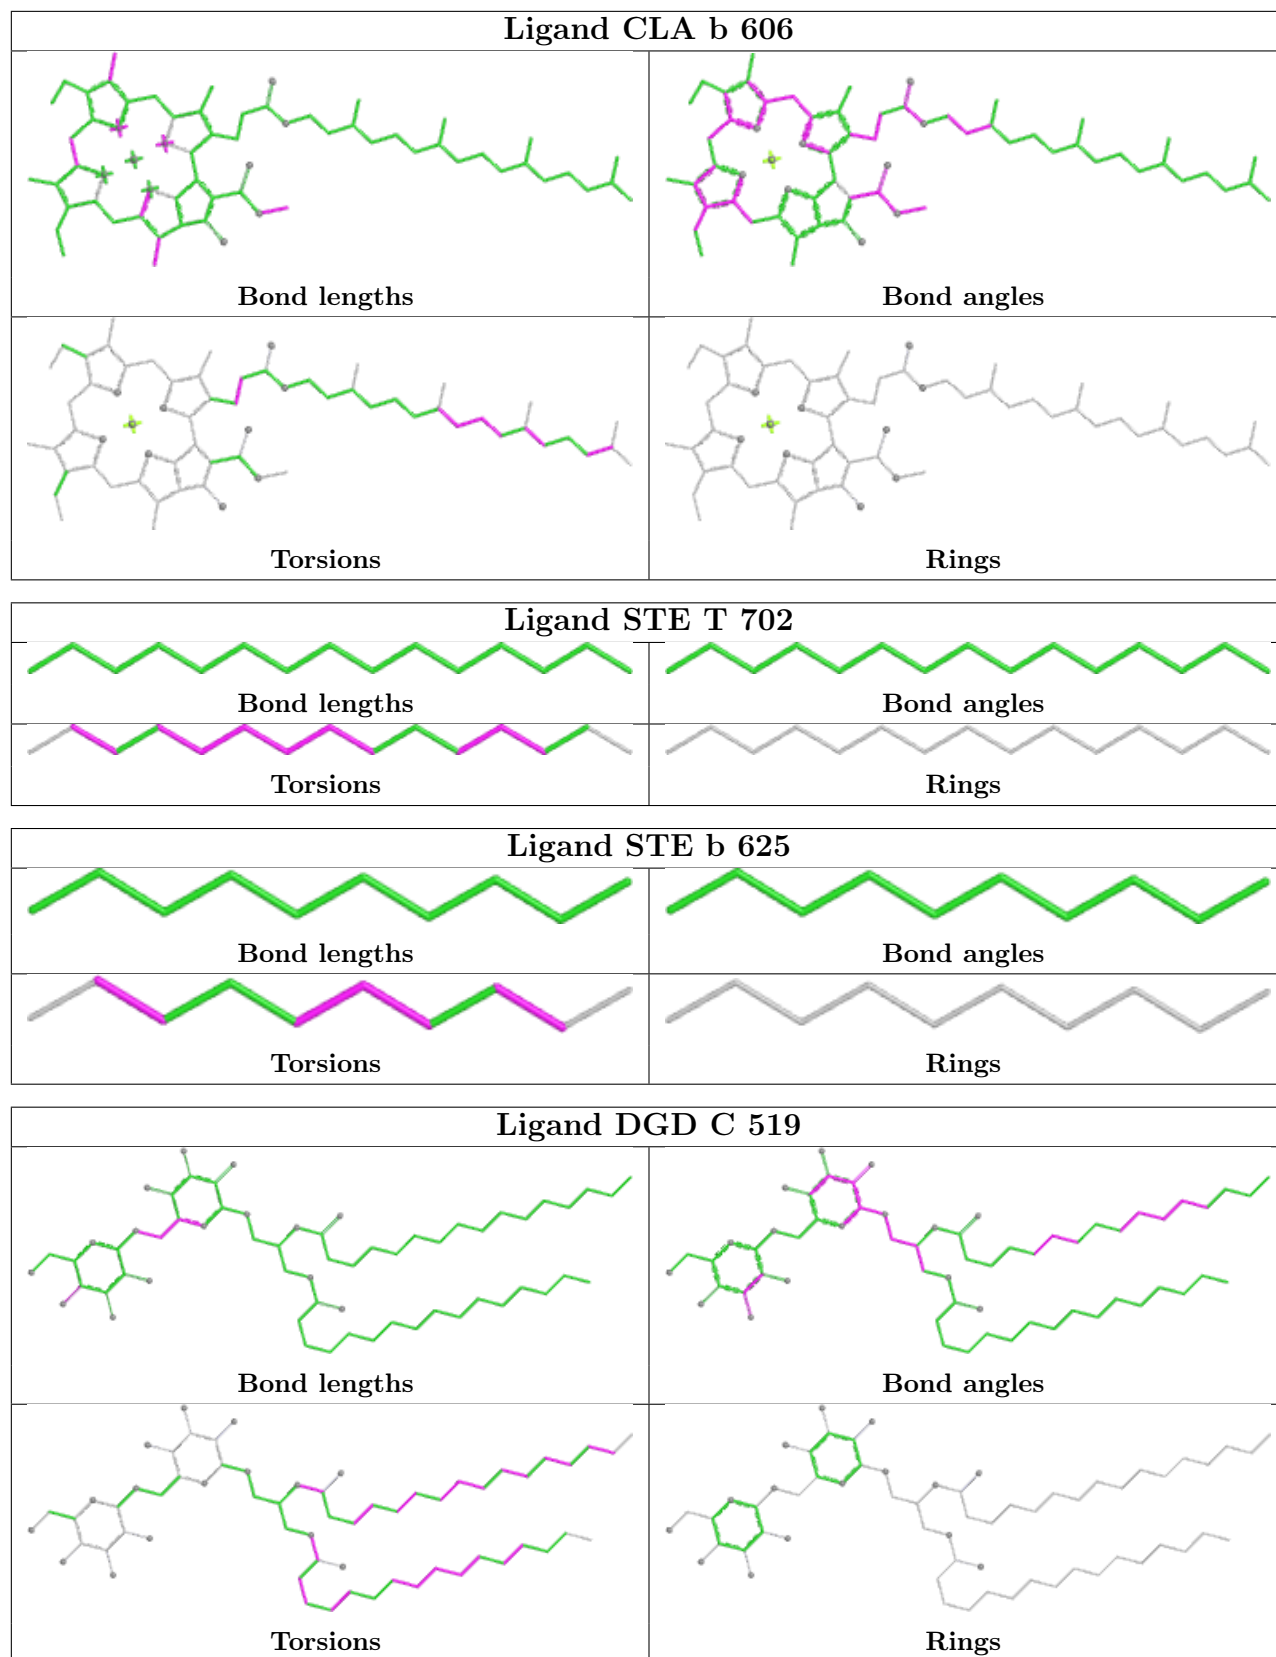 Ligand CLA b 606
Bond lengths
Bond angles
Torsions
Rings
Ligand STE T 702
Bond lengths
Bond angles
Torsions
Rings
Ligand STE b 625
Bond lengths
Bond angles
Torsions
Rings
Ligand DGD C 519
Bond lengths
Bond angles
Torsions
Rings